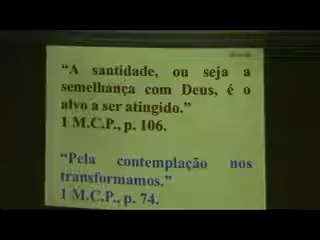 “A santidade, ou seja a
semelhança com Deus, é o
alvo a ser atingido.”
1 M.C.P., p. 106.
“Pela contemplação nos
transformamos.”
1 M.C.P., p. 74.